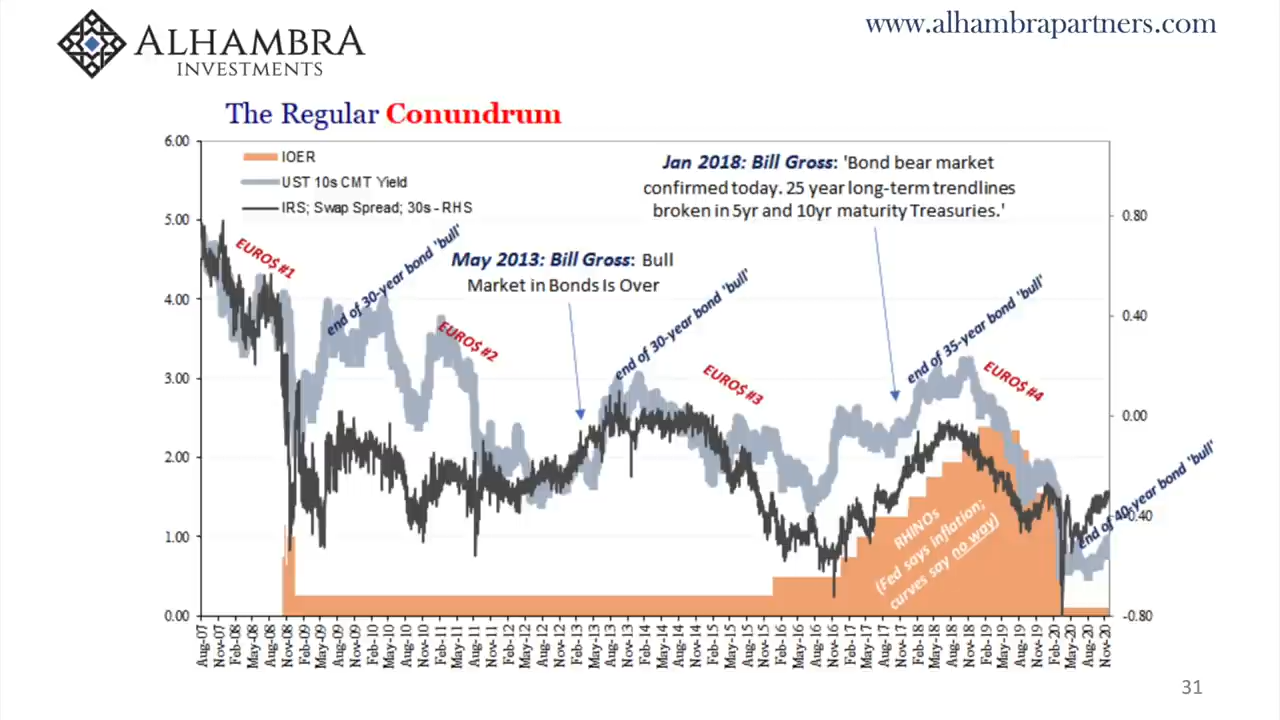 ALHAMBRA
INVESTMENTS
www.alhambrapartners.com
The Regular Conundrum
IOER
UST 10s CMT Yield
IRS; Swap Spread; 30s - RHS
Jan 2018: Bill Gross: 'Bond bear market
confirmed today. 25 year long-term trendlines
broken in 5yr and 10yr maturity Treasuries.'
May 2013: Bill Gross: Bull
Market in Bonds Is Over
EURO$ #1
end of 30-year bond 'bull'
EURO$ #2
end of 30-year bond 'bull'
EURO$ #3
end of 35-year bond 'bull'
EURO$ #4
end of 40-year bond 'bull'
RHINOs
(Fed says inflation;
curves say no way)
6.00
5.00
4.00
3.00
2.00
1.00
0.00
0.80
0.40
0.00
-0.40
-0.80
Aug-07
Nov-07
Feb-08
May-08
Aug-08
Nov-08
Feb-09
May-09
Aug-09
Nov-09
Feb-10
May-10
Aug-10
Nov-10
Feb-11
May-11
Aug-11
Nov-11
Feb-12
May-12
Aug-12
Nov-12
Feb-13
May-13
Aug-13
Nov-13
Feb-14
May-14
Aug-14
Nov-14
Feb-15
May-15
Aug-15
Nov-15
Feb-16
May-16
Aug-16
Nov-16
Feb-17
May-17
Aug-17
Nov-17
Feb-18
May-18
Aug-18
Nov-18
Feb-19
May-19
Aug-19
Nov-19
Feb-20
May-20
Aug-20
Nov-20
31